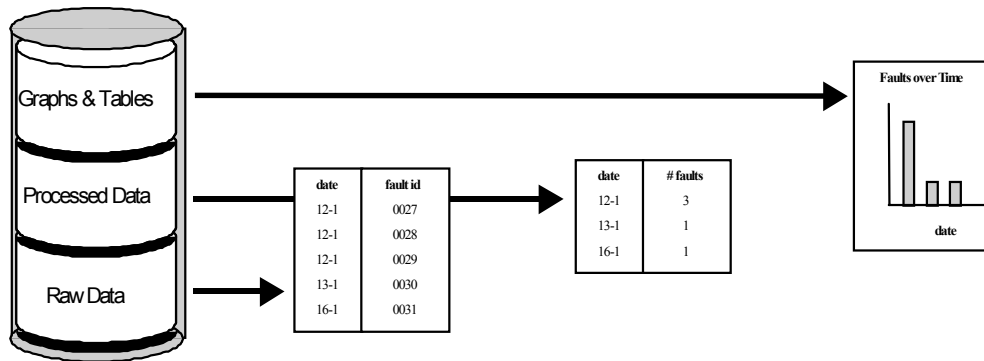 Graphs & Tables
Processed Data
Raw Data
date fault id
12-1 0027
12-1 0028
12-1 0029
13-1 0030
16-1 0031
date # faults
12-1 3
13-1 1
16-1 1
Faults over Time
date